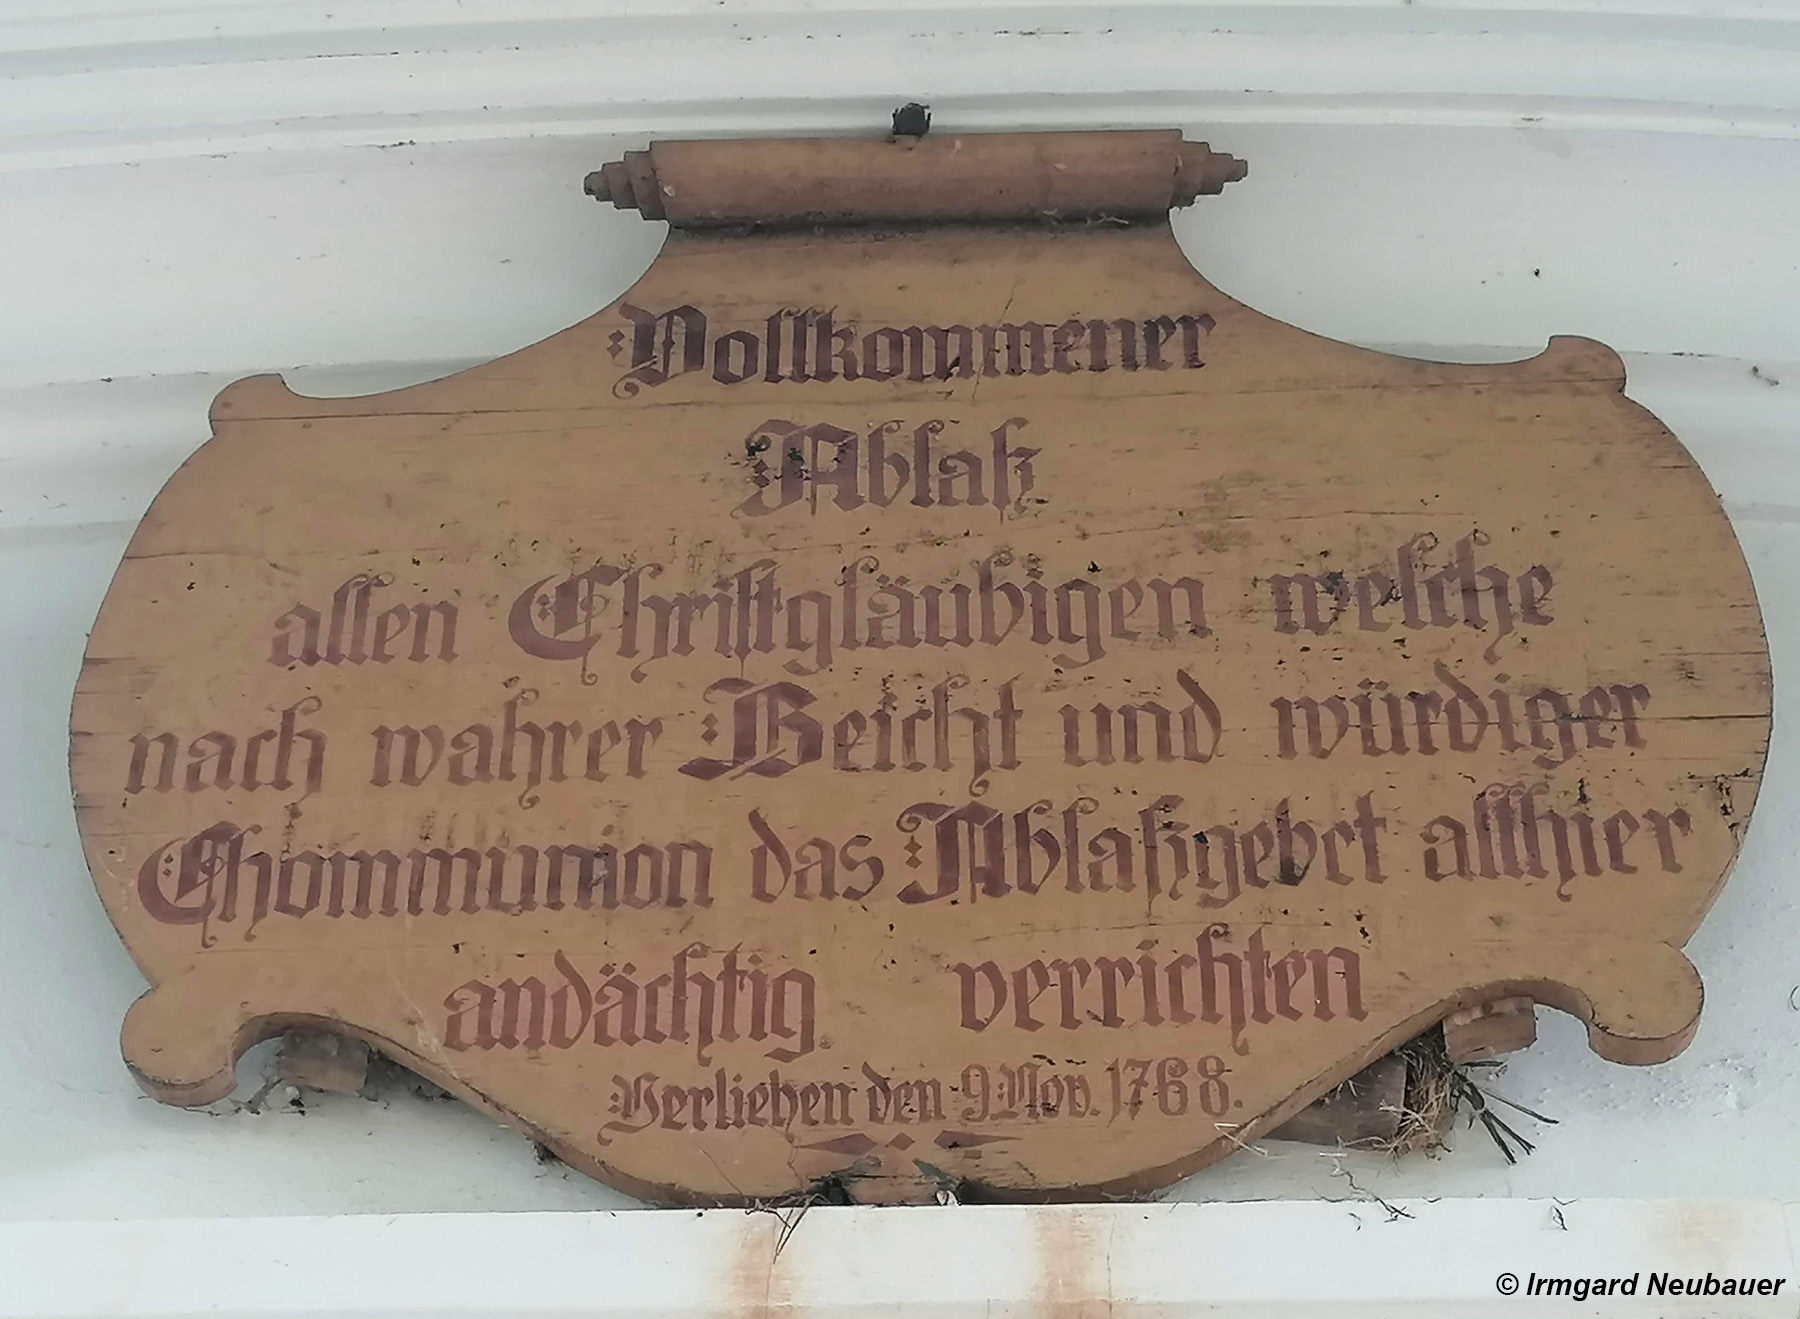 Vollkommener
Ablaß
allen Christgläubigen welche
nach wahrer Beicht und würdiger
Chommunion das Ablaßgebet allhier
andächtig verrichten
Verliehen den 9 Nov. 1768.
© Irmgard Neubauer